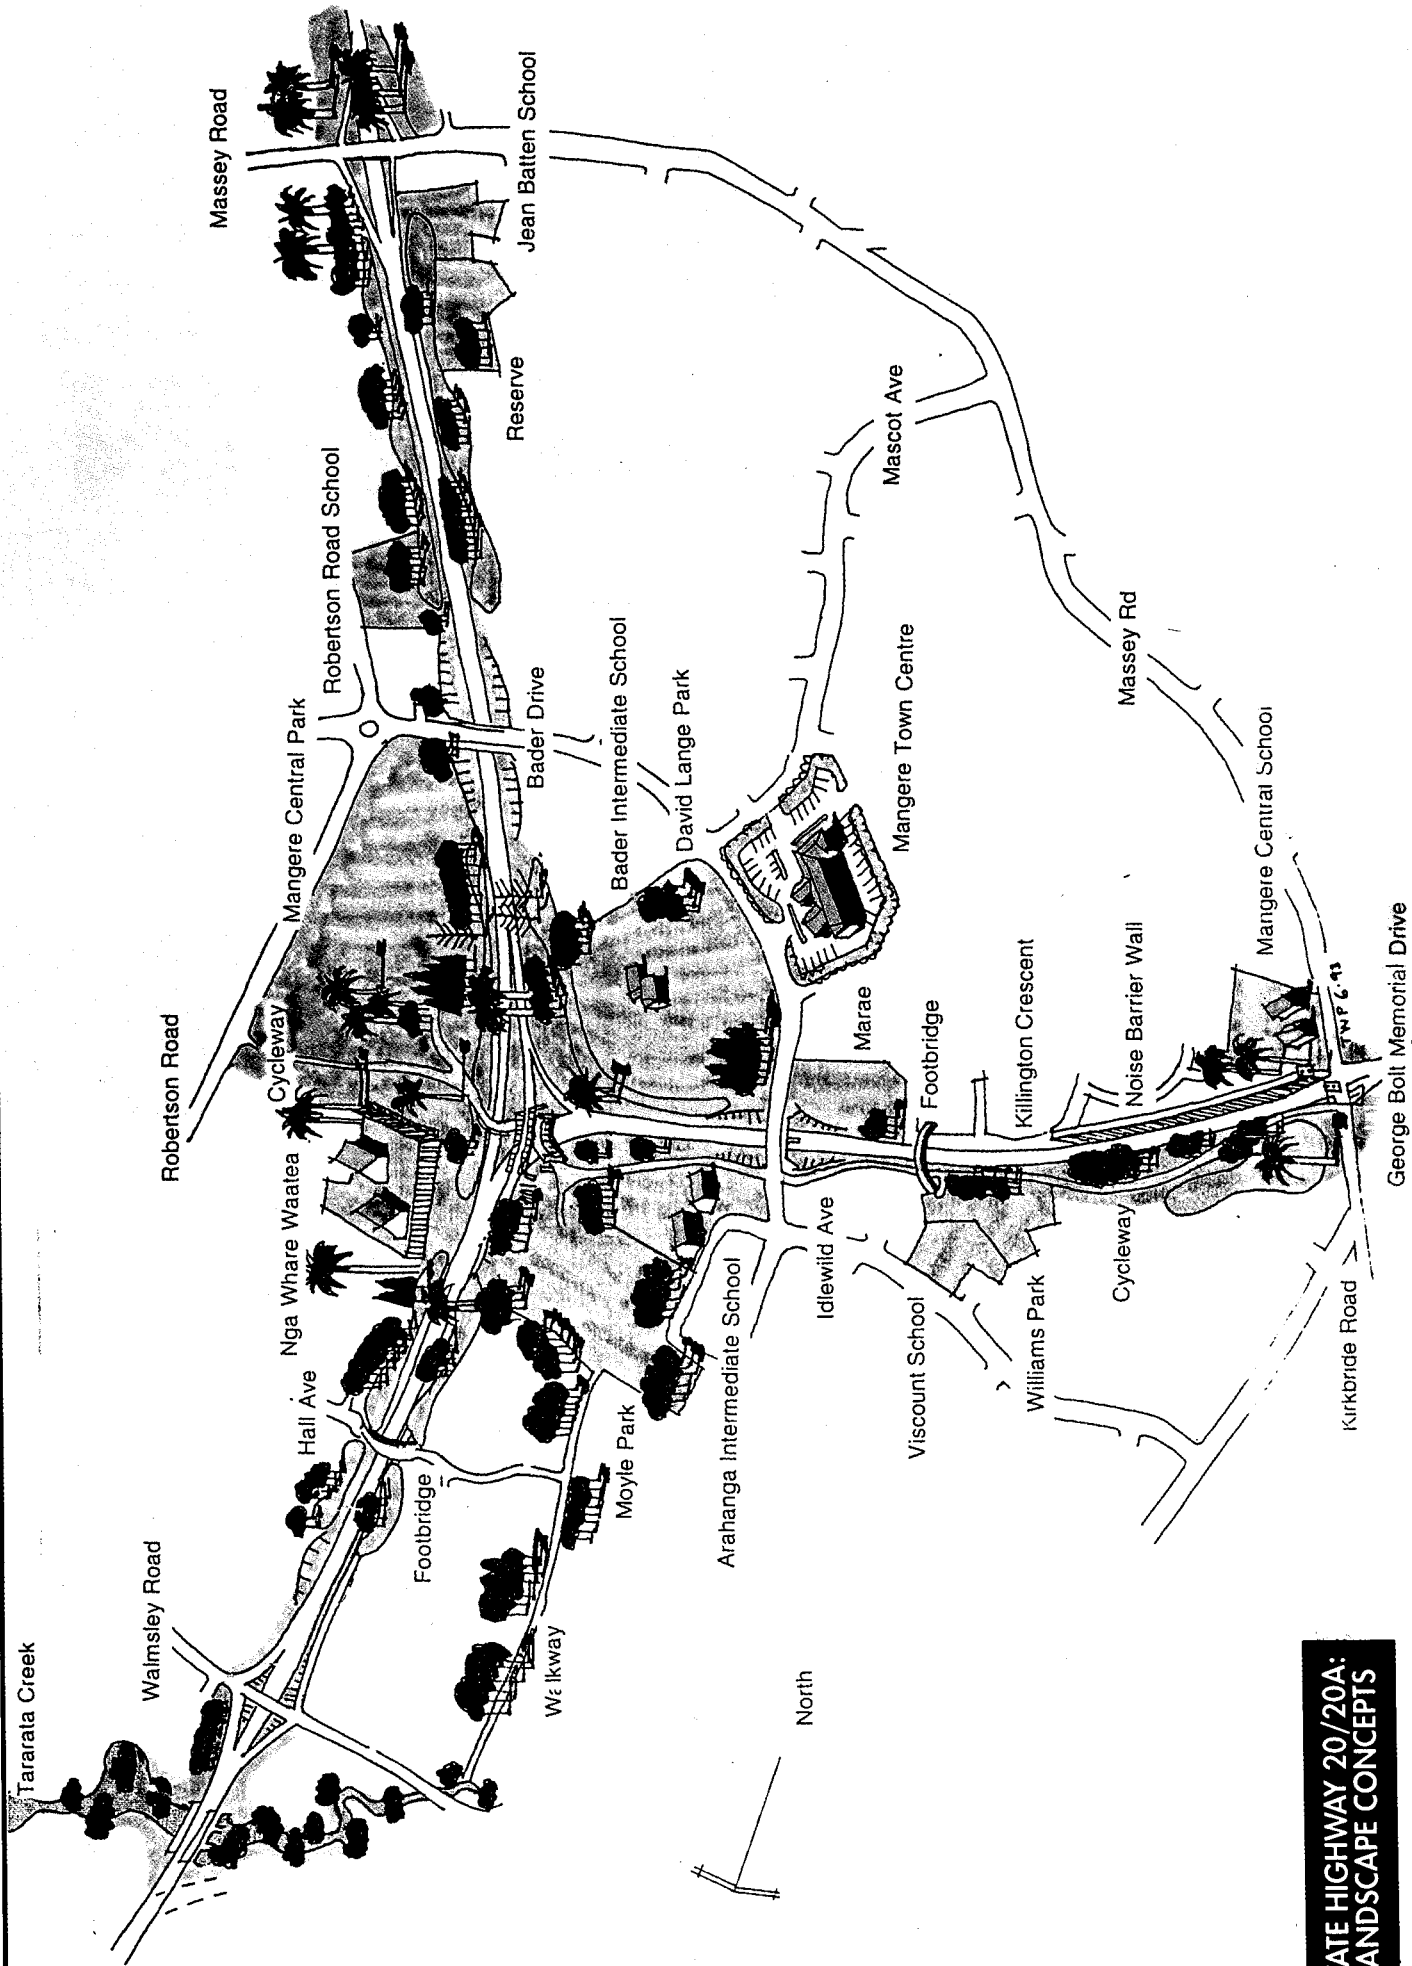 Tararata Creek
Walmsley Road
Hall Ave
Nga Whare Waatea
Robertson Road
Cycleway
Mangere Central Park
Robertson Road School
Massey Road
Footbridge
Walkway
Moyle Park
Bader Drive
Bader Intermediate School
David Lange Park
Reserve
Jean Batten School
Arahanga Intermediate School
Idlewild Ave
Marae
Mangere Town Centre
Mascot Ave
Viscount School
Footbridge
Williams Park
Killington Crescent
Cycleway
Noise Barrier Wall
Massey Rd
Mangere Central School
Kirkbride Road
George Bolt Memorial Drive
North
ATE HIGHWAY 20/20A:
ANDSCAPE CONCEPTS